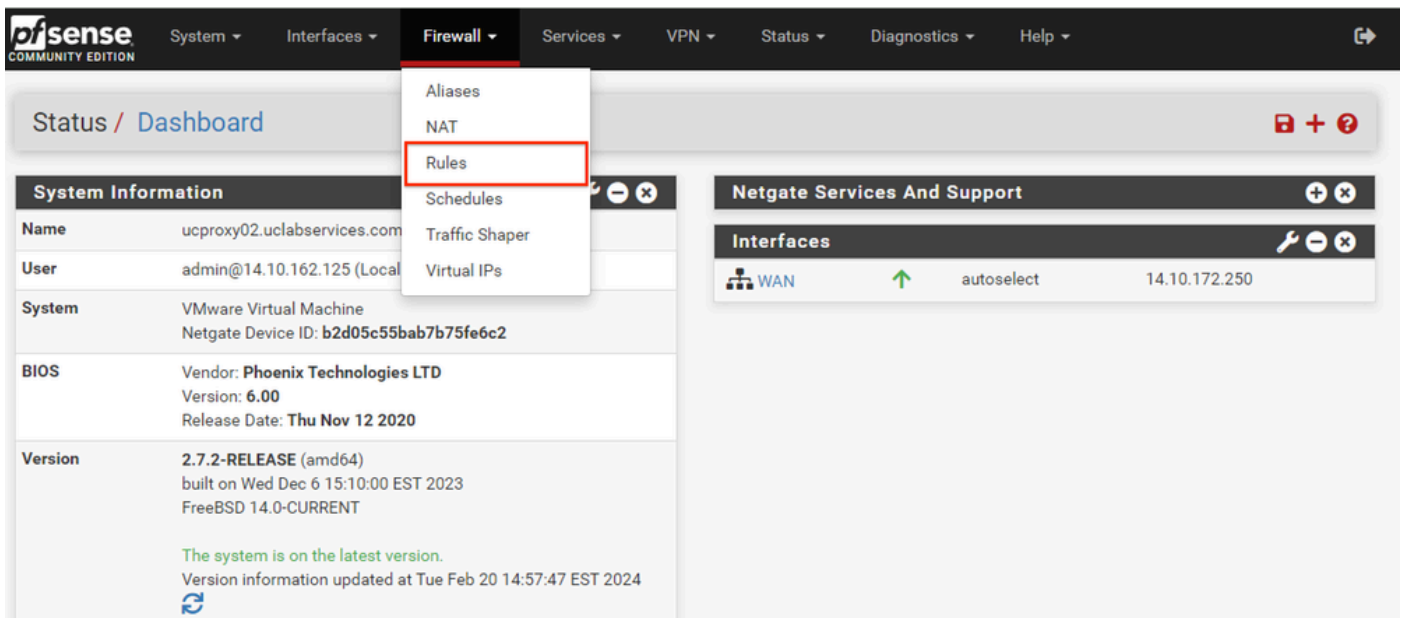 pfsense System Interfaces Firewall Services VPN Status Diagnostics Help
COMMUNITY EDITION
Aliases
NAT
Rules
Schedules
Traffic Shaper
Virtual IPs
Status / Dashboard
System Information
Name ucproxy02.uclabservices.com
User admin@14.10.162.125 (Local
System VMware Virtual Machine
Netgate Device ID: b2d05c55bab7b75fe6c2
BIOS Vendor: Phoenix Technologies LTD
Version: 6.00
Release Date: Thu Nov 12 2020
Version 2.7.2-RELEASE (amd64)
built on Wed Dec 6 15:10:00 EST 2023
FreeBSD 14.0-CURRENT
The system is on the latest version.
Version information updated at Tue Feb 20 14:57:47 EST 2024
Netgate Services And Support
Interfaces
WAN autoselect 14.10.172.250